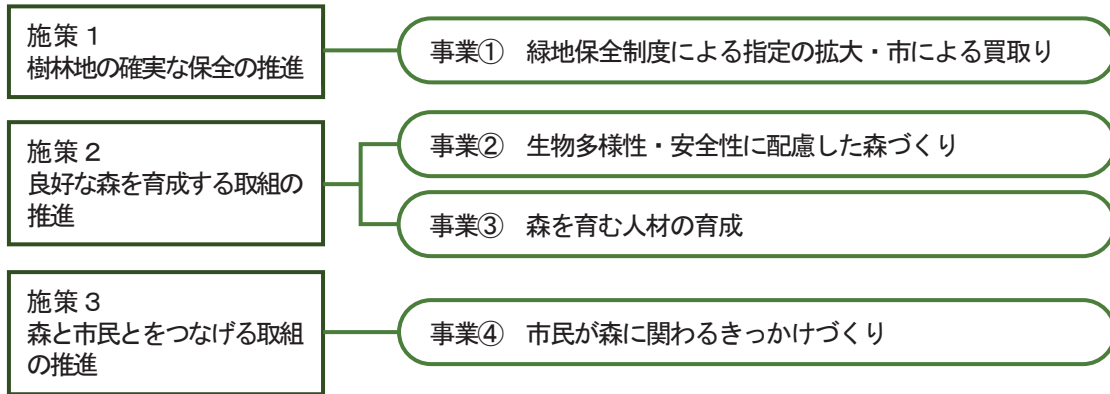 施策１
樹林地の確実な保全の推進
事業① 緑地保全制度による指定の拡大・市による買取り
施策２
良好な森を育成する取組の
推進
事業② 生物多様性・安全性に配慮した森づくり
事業③ 森を育む人材の育成
施策３
森と市民とをつなげる取組
の推進
事業④ 市民が森に関わるきっかけづくり